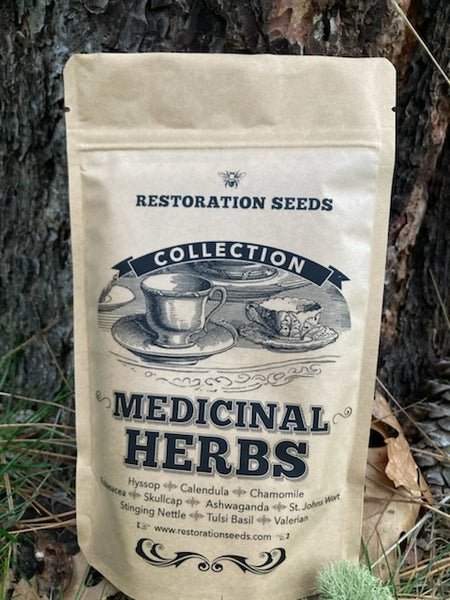 RESTORATION SEEDS
COLLECTION
MEDICINAL
HERBS
Hyssop Calendula Chamomile
Skullcap Ashwaganda St. Johns Wort
Stinging Nettle Tulsi Basil Valerian
www.restorationseeds.com